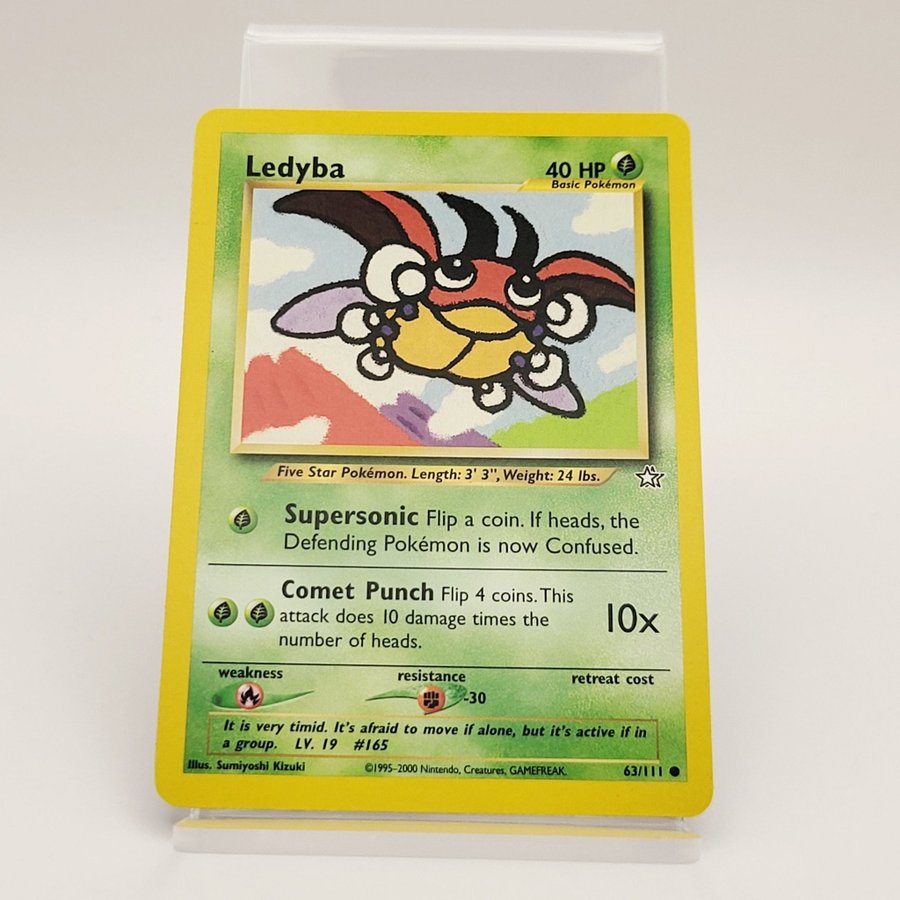 Ledyba 40 HP
Basic Pokémon
Five Star Pokémon. Length: 3' 3", Weight: 24 lbs.
Supersonic Flip a coin. If heads, the
Defending Pokémon is now Confused.
Comet Punch Flip 4 coins. This
attack does 10 damage times the
number of heads.
10x
weakness resistance retreat cost
-30
It is very timid. It's afraid to move if alone, but it's active if in
a group. LV. 19 #165
Illus. Sumiyoshi Kizuki ©1995-2000 Nintendo, Creatures, GAMEFREAK. 63/111